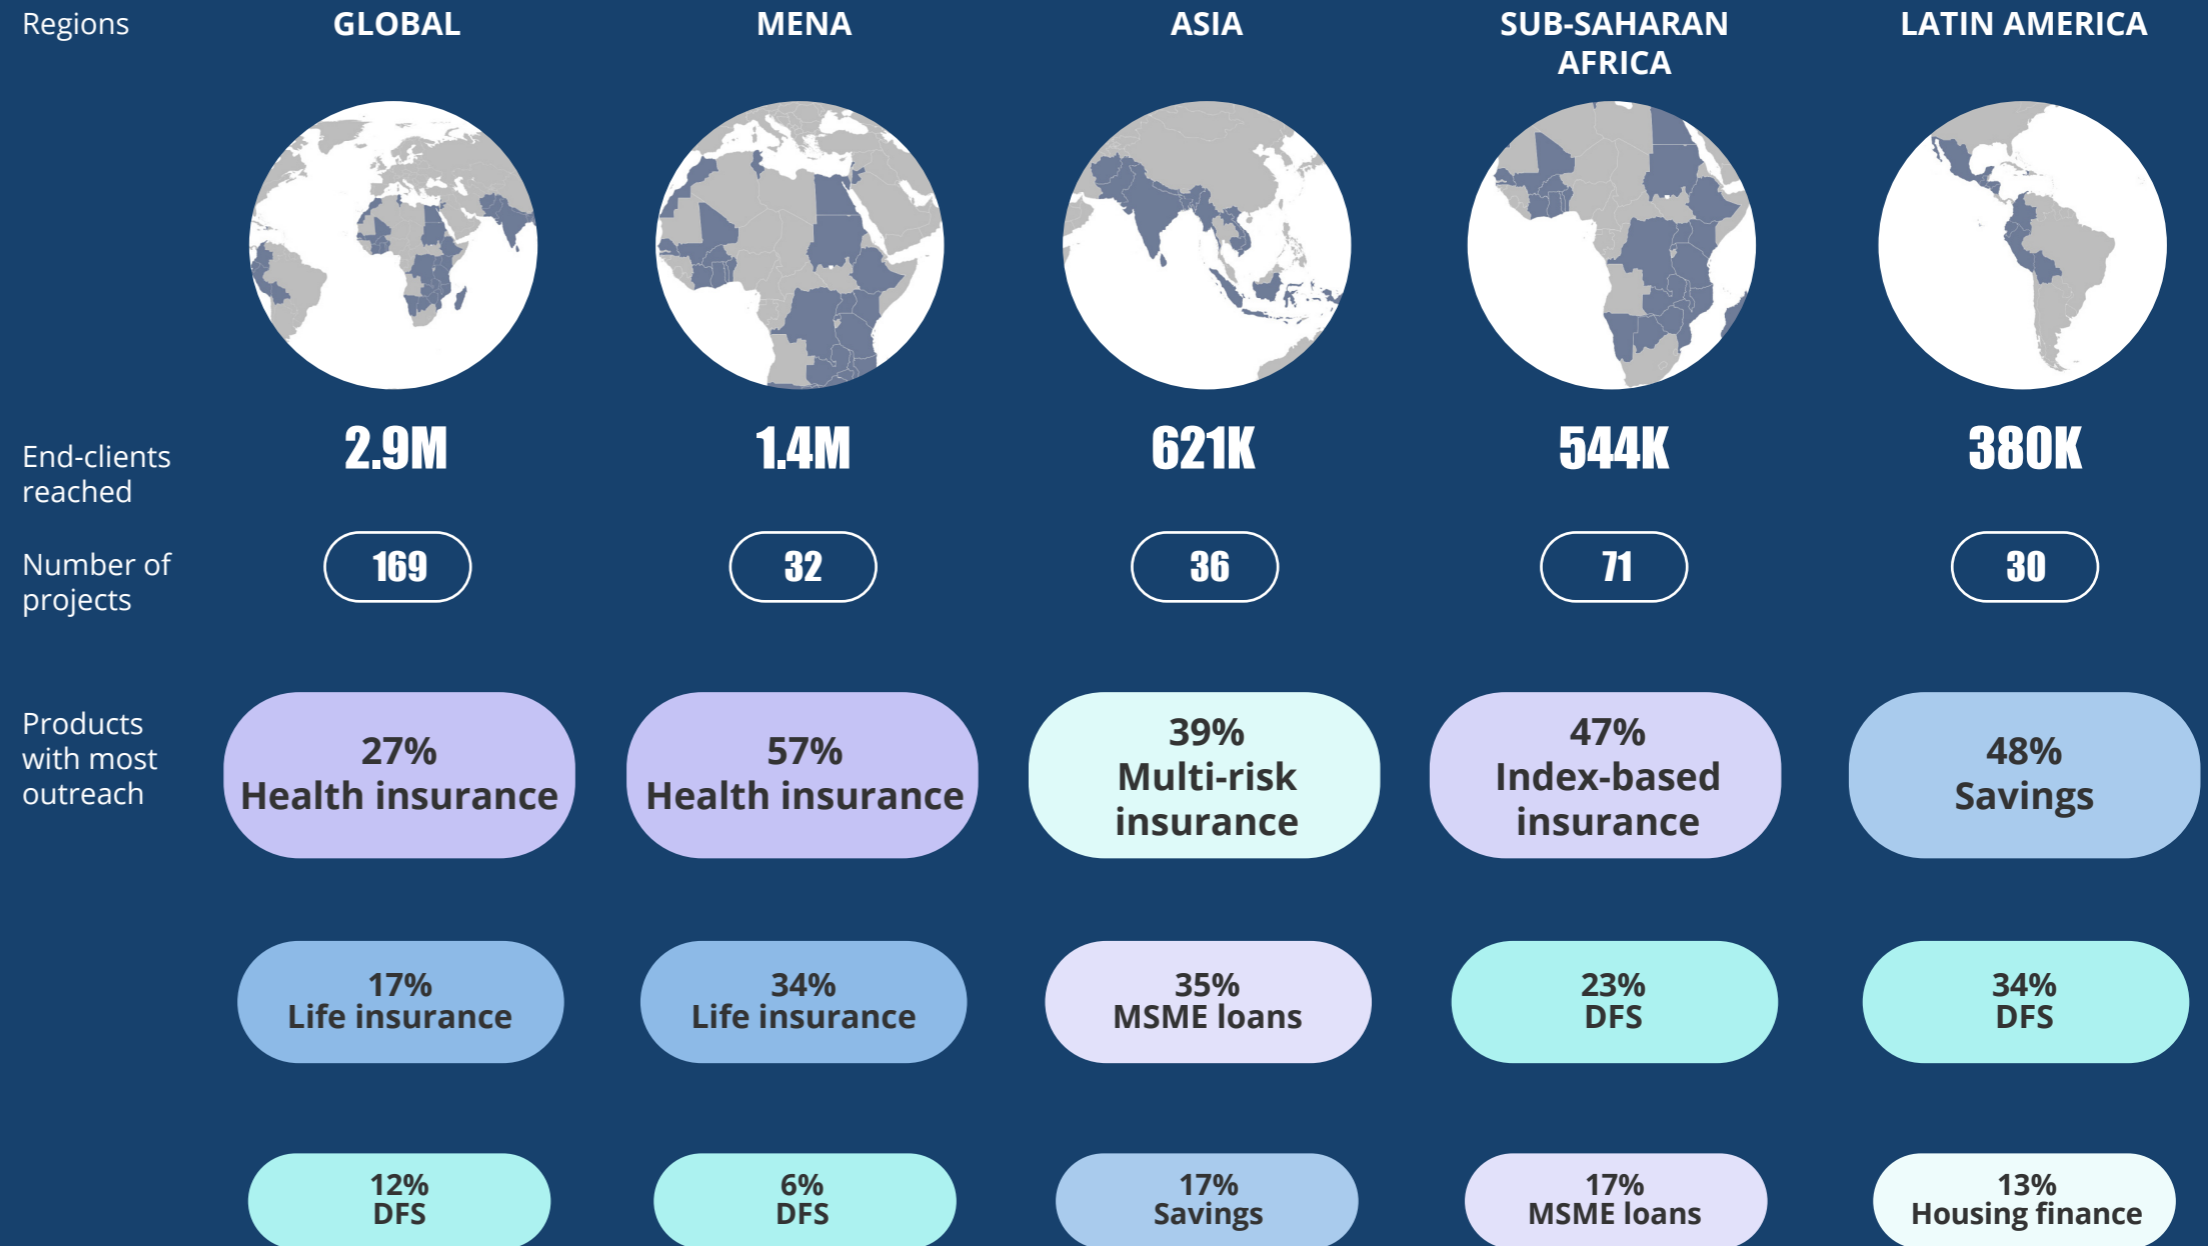 Regions
GLOBAL
MENA
ASIA
SUB-SAHARAN
AFRICA
LATIN AMERICA
End-clients
reached
2.9M
1.4M
621K
544K
380K
Number of
projects
169
32
36
71
30
Products
with most
outreach
27%
Health insurance
57%
Health insurance
39%
Multi-risk
insurance
47%
Index-based
insurance
48%
Savings
17%
Life insurance
34%
Life insurance
35%
MSME loans
23%
DFS
34%
DFS
12%
DFS
6%
DFS
17%
Savings
17%
MSME loans
13%
Housing finance